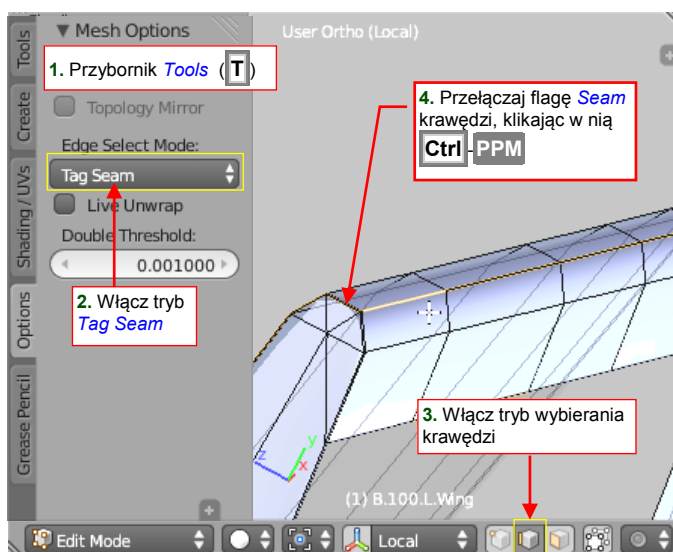 Mesh Options
User Ortho (Local)
1. Przybornik Tools (T)
Topology Mirror
Edge Select Mode:
Tag Seam
Live Unwrap
Double Threshold:
0.001000
2. Włącz tryb
Tag Seam
4. Przełączaj flagę Seam
krawędzi, klikając w nią
Ctrl-PPM
3. Włącz tryb wybierania
krawędzi
Tools
Create
Shading / UVs
Options
Grease Pencil
z
y
x
(1) B.100.L.Wing
Edit Mode
Local